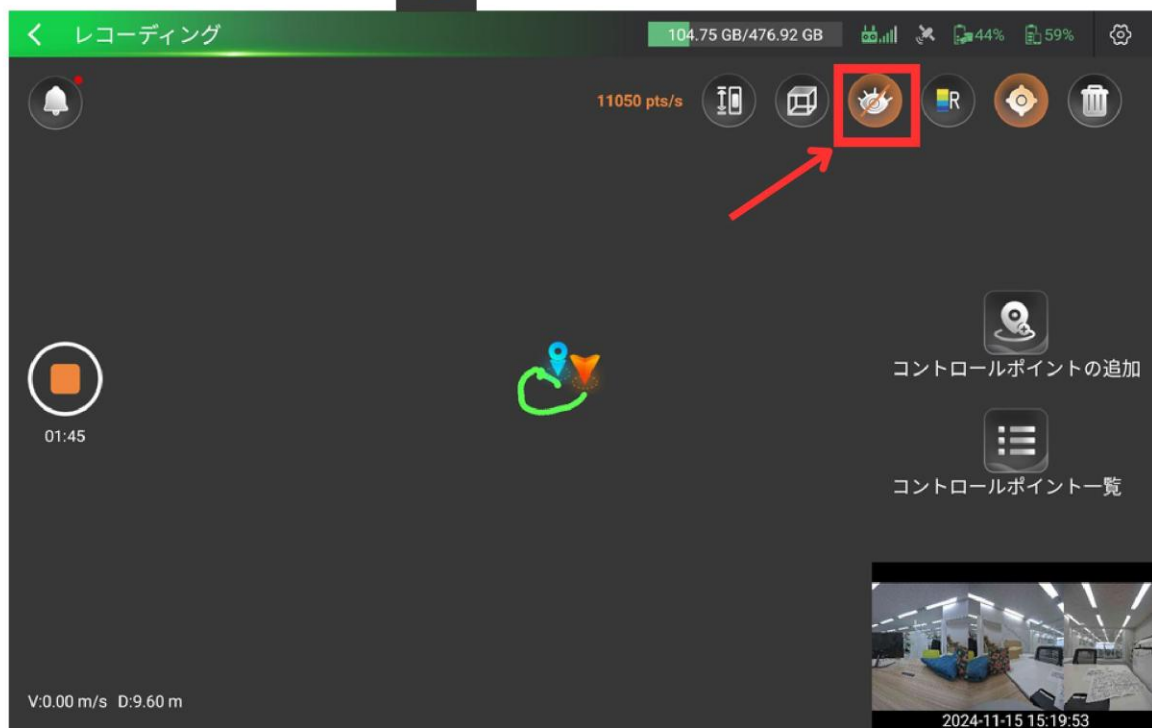 レコーディング
104.75 GB/476.92 GB
44%
59%
11050 pts/s
R
コントロールポイントの追加
01:45
コントロールポイント一覧
V:0.00 m/s D:9.60 m
2024-11-15 15:19:53